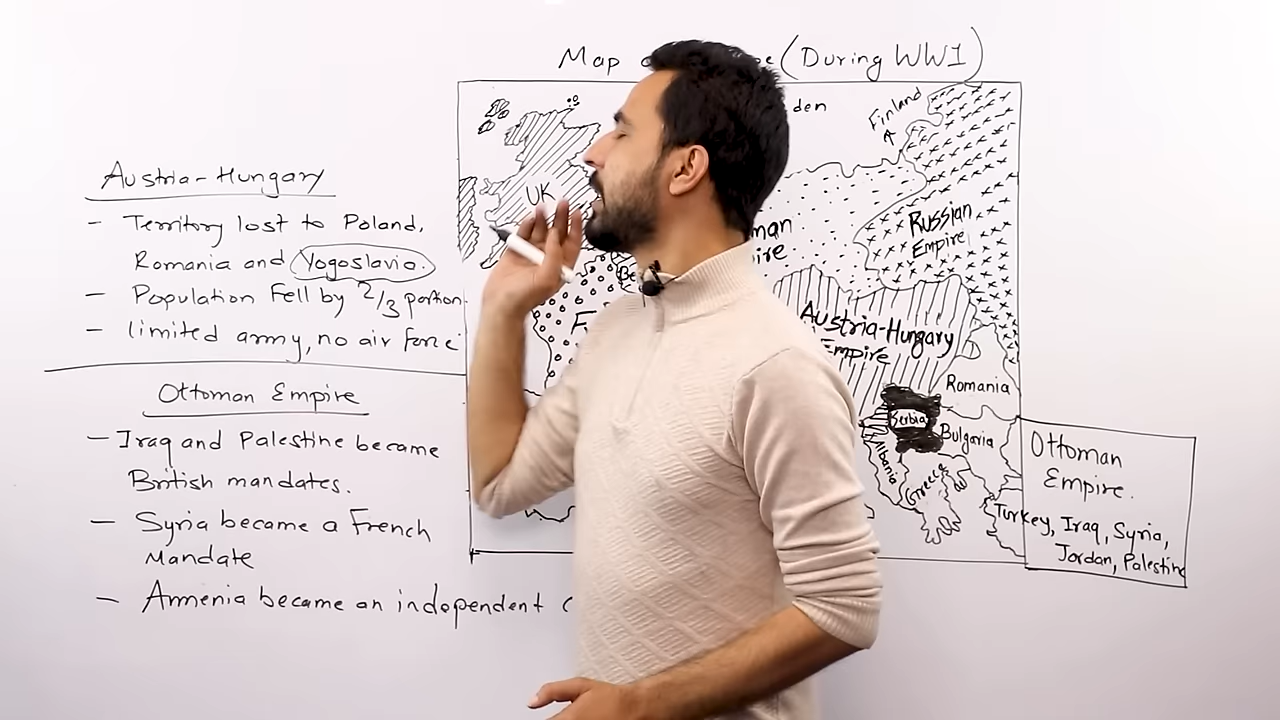 Map (During WW1)
Austria-Hungary
- Territory lost to Poland,
Romania and Yogoslavia.
- Population Fell by 2/3 portion.
- limited army, no air force
Ottoman Empire
- Iraq and Palestine became
British mandates.
- Syria became a French
Mandate
- Armenia became an independent
den
Finland
UK
Russian
Empire
Austria-Hungary
Empire
Romania
Serbia
Bulgaria
Albania
Greece
Ottoman
Empire.
Turkey, Iraq, Syria,
Jordan, Palestine